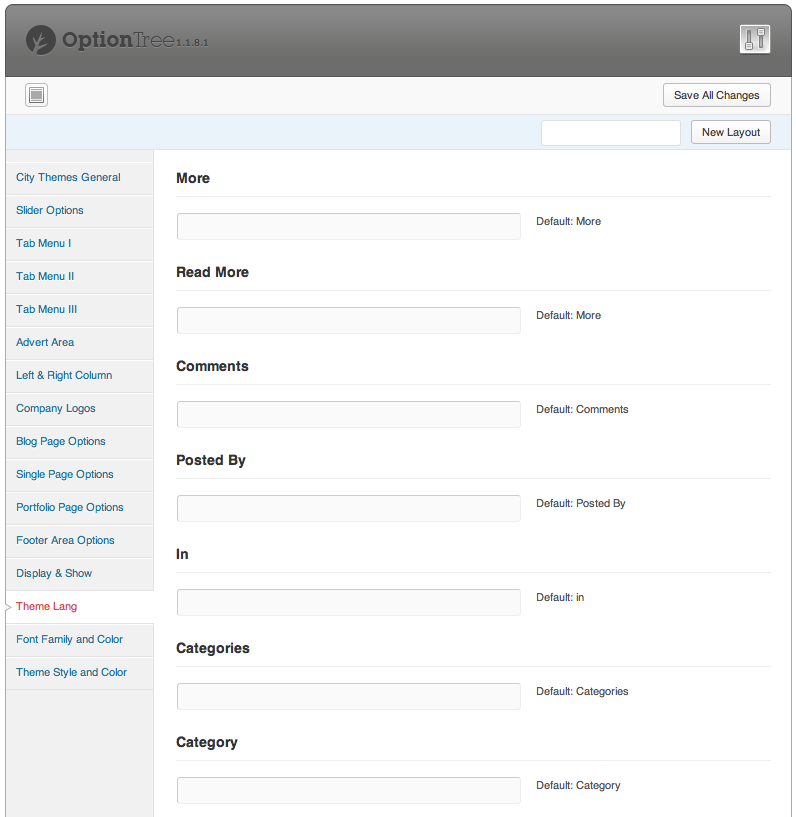 OptionTree 1.1.8.1
Save All Changes
New Layout
City Themes General
Slider Options
Tab Menu I
Tab Menu II
Tab Menu III
Advert Area
Left & Right Column
Company Logos
Blog Page Options
Single Page Options
Portfolio Page Options
Footer Area Options
Display & Show
Theme Lang
Font Family and Color
Theme Style and Color
More
Default: More
Read More
Default: More
Comments
Default: Comments
Posted By
Default: Posted By
In
Default: in
Categories
Default: Categories
Category
Default: Category